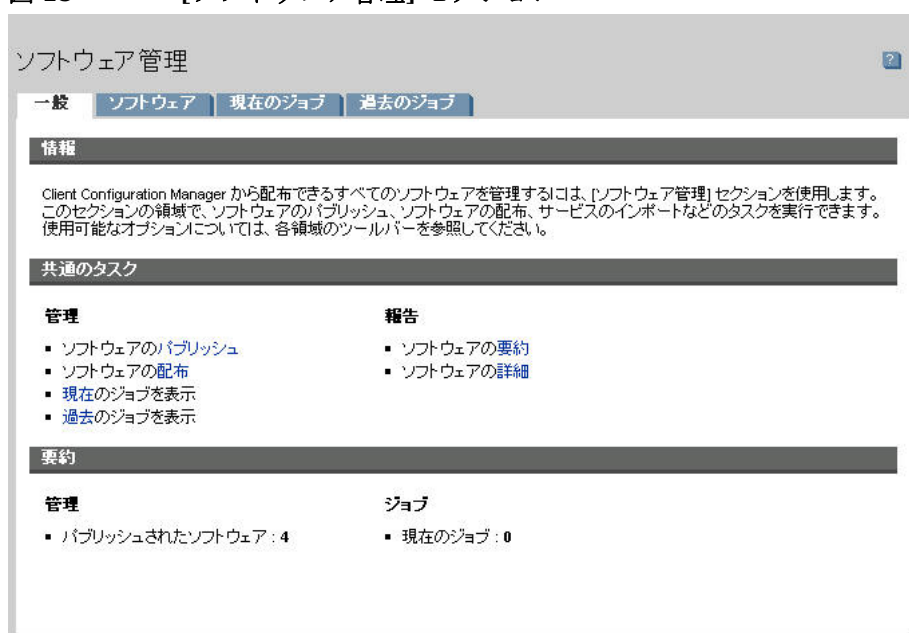 ソフトウェア管理
?
一般 ソフトウェア 現在のジョブ 過去のジョブ
情報
Client Configuration Manager から配布できるすべてのソフトウェアを管理するには、[ソフトウェア管理] セクションを使用します。
このセクションの領域で、ソフトウェアのパブリッシュ、ソフトウェアの配布、サービスのインポートなどのタスクを実行できます。
使用可能なオプションについては、各領域のツールバーを参照してください。
共通のタスク
管理 報告
▪ ソフトウェアのパブリッシュ ▪ ソフトウェアの要約
▪ ソフトウェアの配布 ▪ ソフトウェアの詳細
▪ 現在のジョブを表示
▪ 過去のジョブを表示
要約
管理 ジョブ
▪ パブリッシュされたソフトウェア : 4 ▪ 現在のジョブ : 0